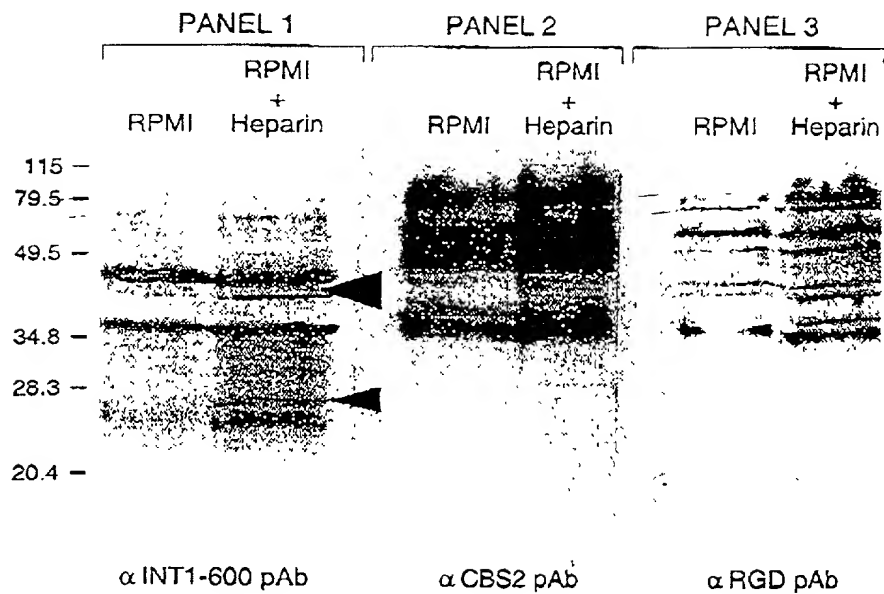 PANEL 1 PANEL 2 PANEL 3
RPMI RPMI + Heparin RPMI RPMI + Heparin RPMI RPMI + Heparin
115
79.5
49.5
34.8
28.3
20.4
α INT1-600 pAb α CBS2 pAb α RGD pAb